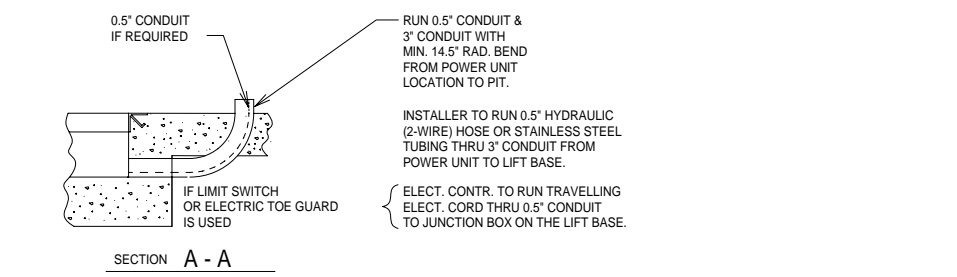 0.5" CONDUIT
IF REQUIRED
RUN 0.5" CONDUIT &
3" CONDUIT WITH
MIN. 14.5" RAD. BEND
FROM POWER UNIT
LOCATION TO PIT.
INSTALLER TO RUN 0.5" HYDRAULIC
(2-WIRE) HOSE OR STAINLESS STEEL
TUBING THRU 3" CONDUIT FROM
POWER UNIT TO LIFT BASE.
IF LIMIT SWITCH
OR ELECTRIC TOE GUARD
IS USED
ELECT. CONTR. TO RUN TRAVELLING
ELECT. CORD THRU 0.5" CONDUIT
TO JUNCTION BOX ON THE LIFT BASE.
SECTION A - A